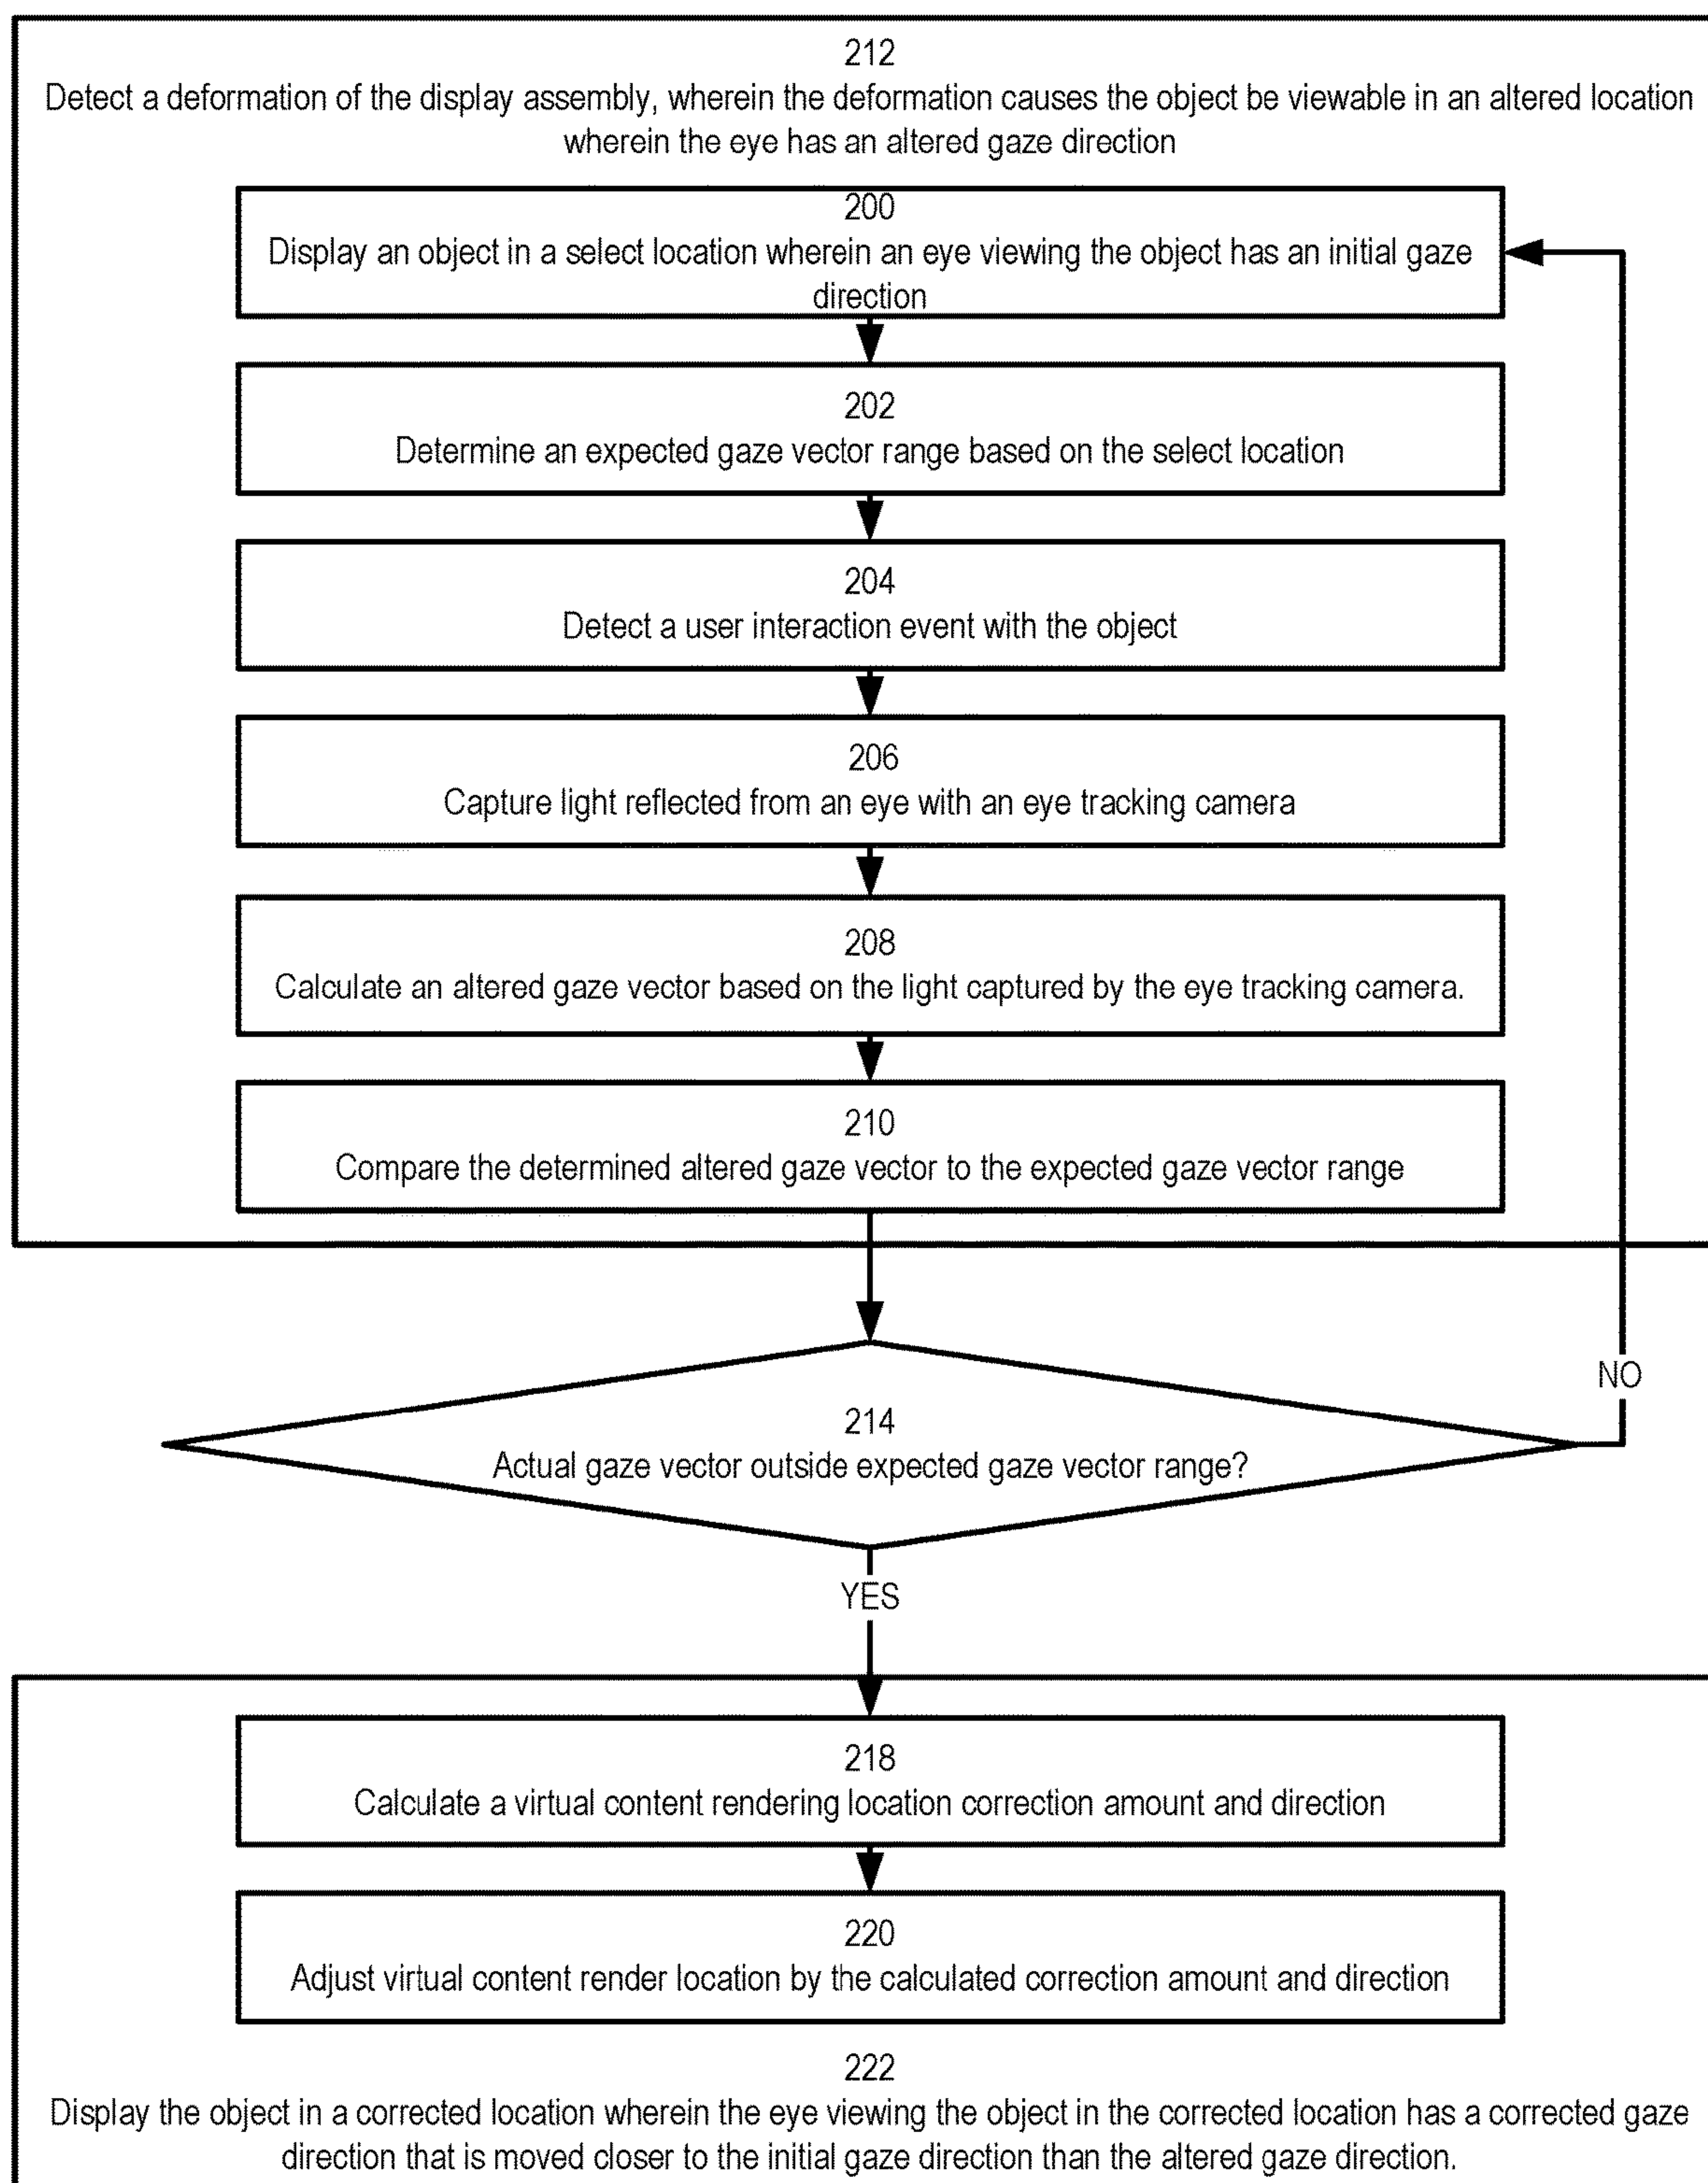 212
Detect a deformation of the display assembly, wherein the deformation causes the object be viewable in an altered location
wherein the eye has an altered gaze direction
200
Display an object in a select location wherein an eye viewing the object has an initial gaze
direction
202
Determine an expected gaze vector range based on the select location
204
Detect a user interaction event with the object
206
Capture light reflected from an eye with an eye tracking camera
208
Calculate an altered gaze vector based on the light captured by the eye tracking camera.
210
Compare the determined altered gaze vector to the expected gaze vector range
NO
214
Actual gaze vector outside expected gaze vector range?
YES
218
Calculate a virtual content rendering location correction amount and direction
220
Adjust virtual content render location by the calculated correction amount and direction
222
Display the object in a corrected location wherein the eye viewing the object in the corrected location has a corrected gaze
direction that is moved closer to the initial gaze direction than the altered gaze direction.